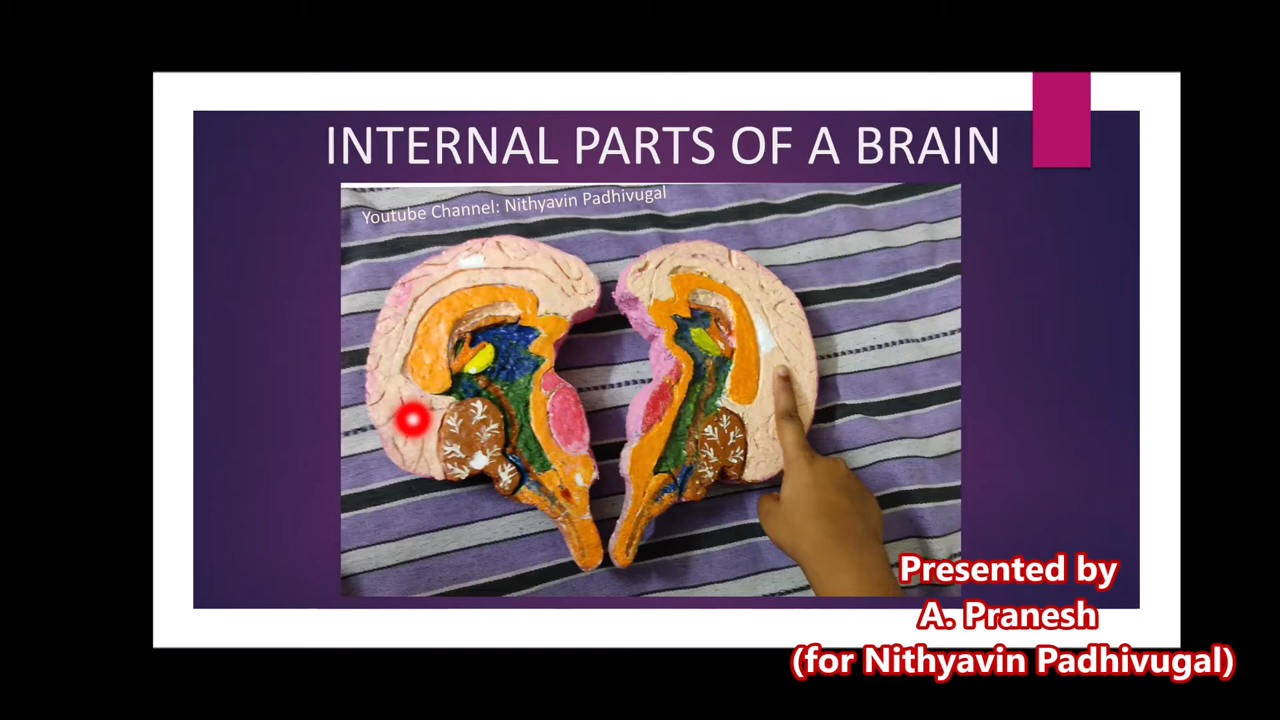 INTERNAL PARTS OF A BRAIN
Youtube Channel: Nithyavin Padhivugal
Presented by
A. Pranesh
(for Nithyavin Padhivugal)